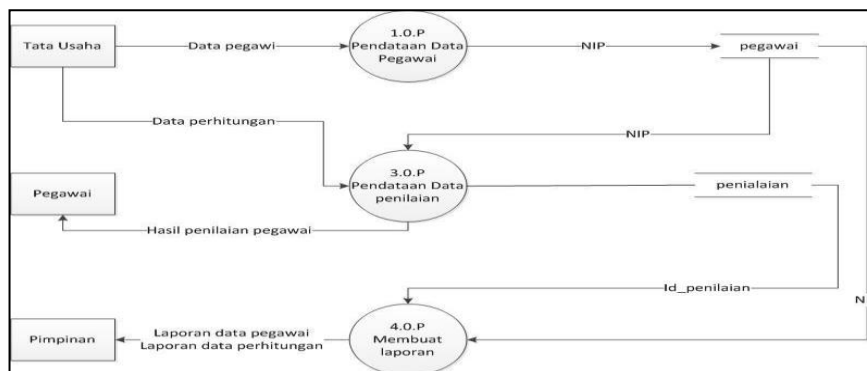 Tata Usaha
Data pegawi
1.0.P
Pendataan Data
Pegawai
NIP
pegawai
Data perhitungan
NIP
Pegawai
3.0.P
Pendataan Data
penilaian
penialaian
Hasil penilaian pegawai
Id_penilaian
N
Pimpinan
Laporan data pegawai
Laporan data perhitungan
4.0.P
Membuat
laporan